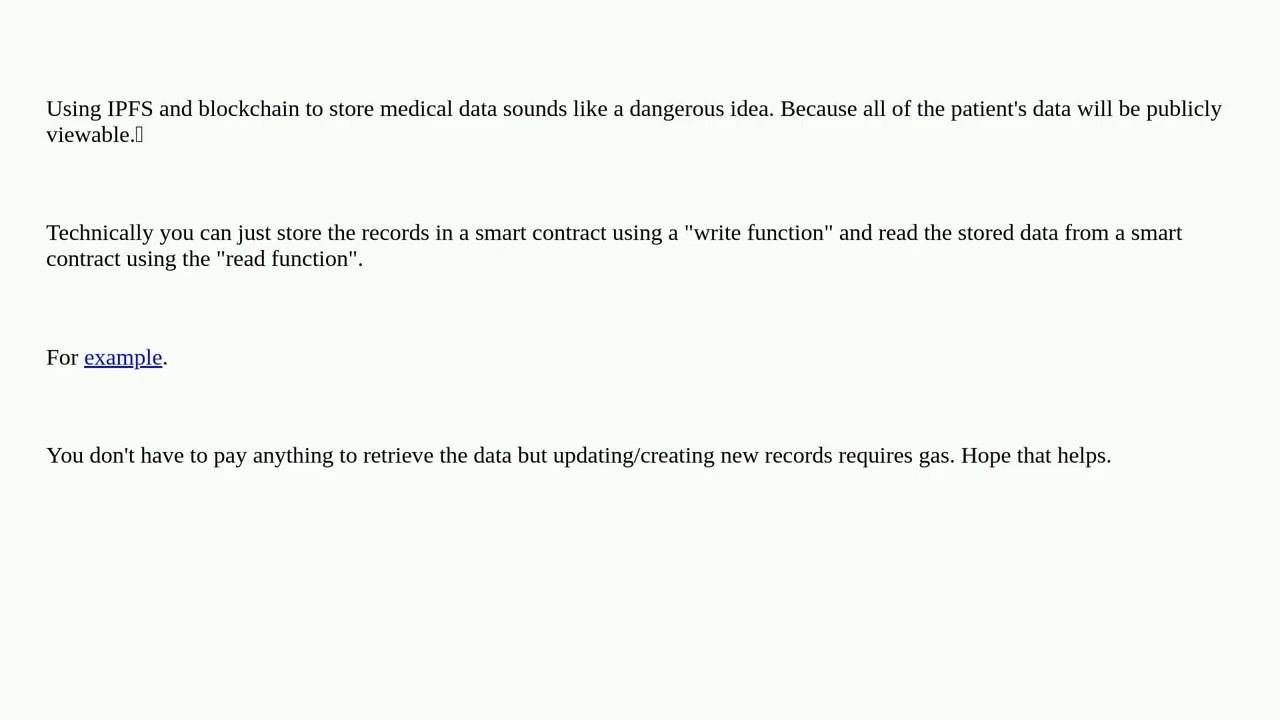 Using IPFS and blockchain to store medical data sounds like a dangerous idea. Because all of the patient's data will be publicly
viewable.
Technically you can just store the records in a smart contract using a "write function" and read the stored data from a smart
contract using the "read function".
For example.
You don't have to pay anything to retrieve the data but updating/creating new records requires gas. Hope that helps.